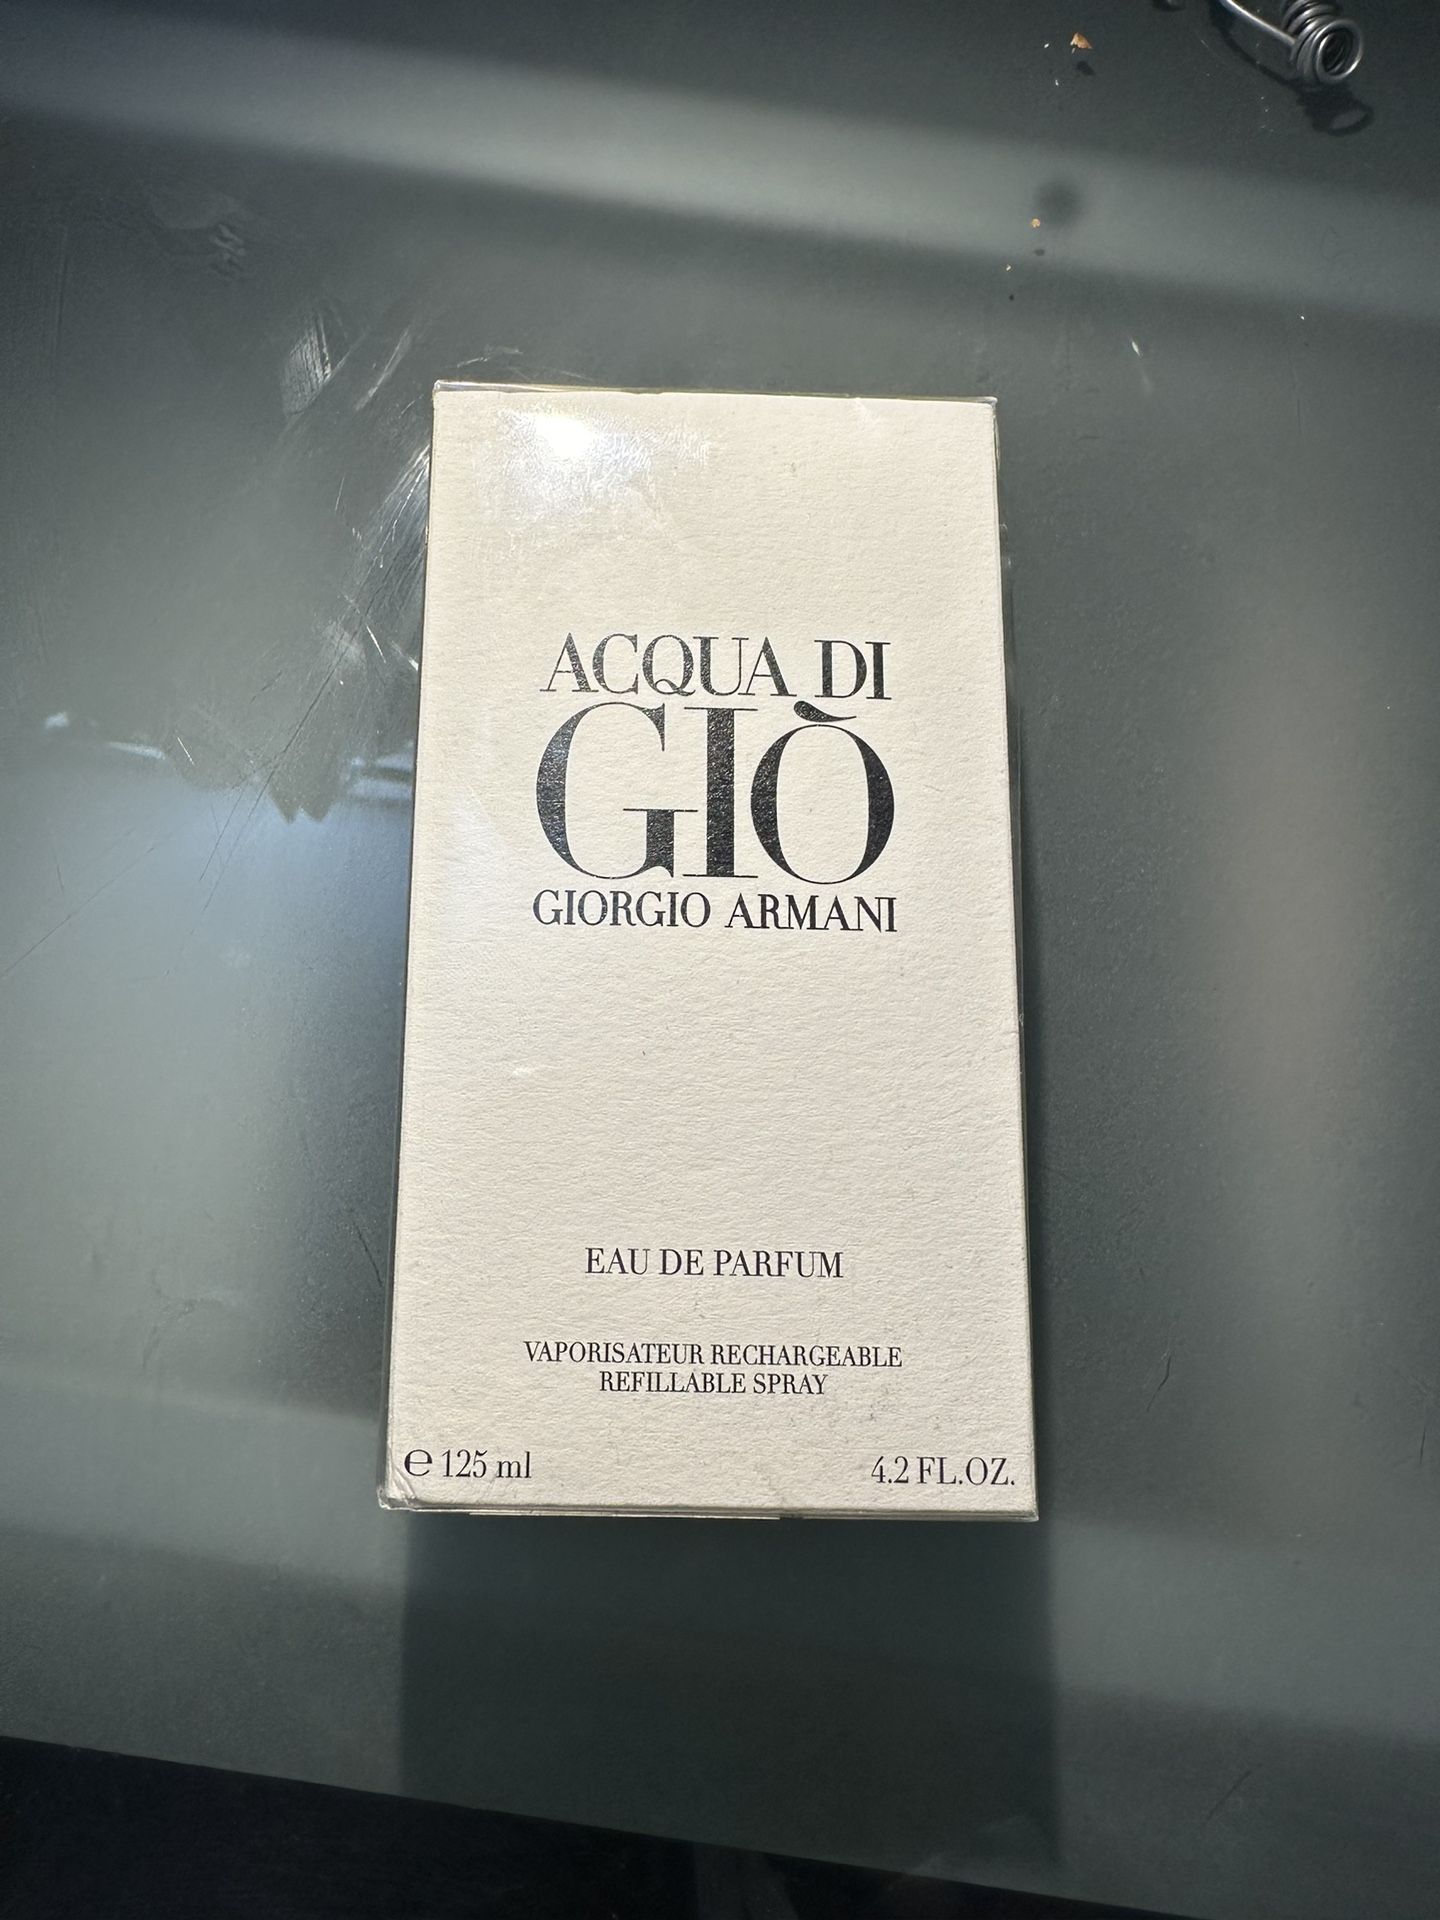 ACQUA DI
GIÒ
GIORGIO ARMANI
EAU DE PARFUM
VAPORISATEUR RECHARGEABLE
REFILLABLE SPRAY
℮ 125 ml
4.2 FL.OZ.